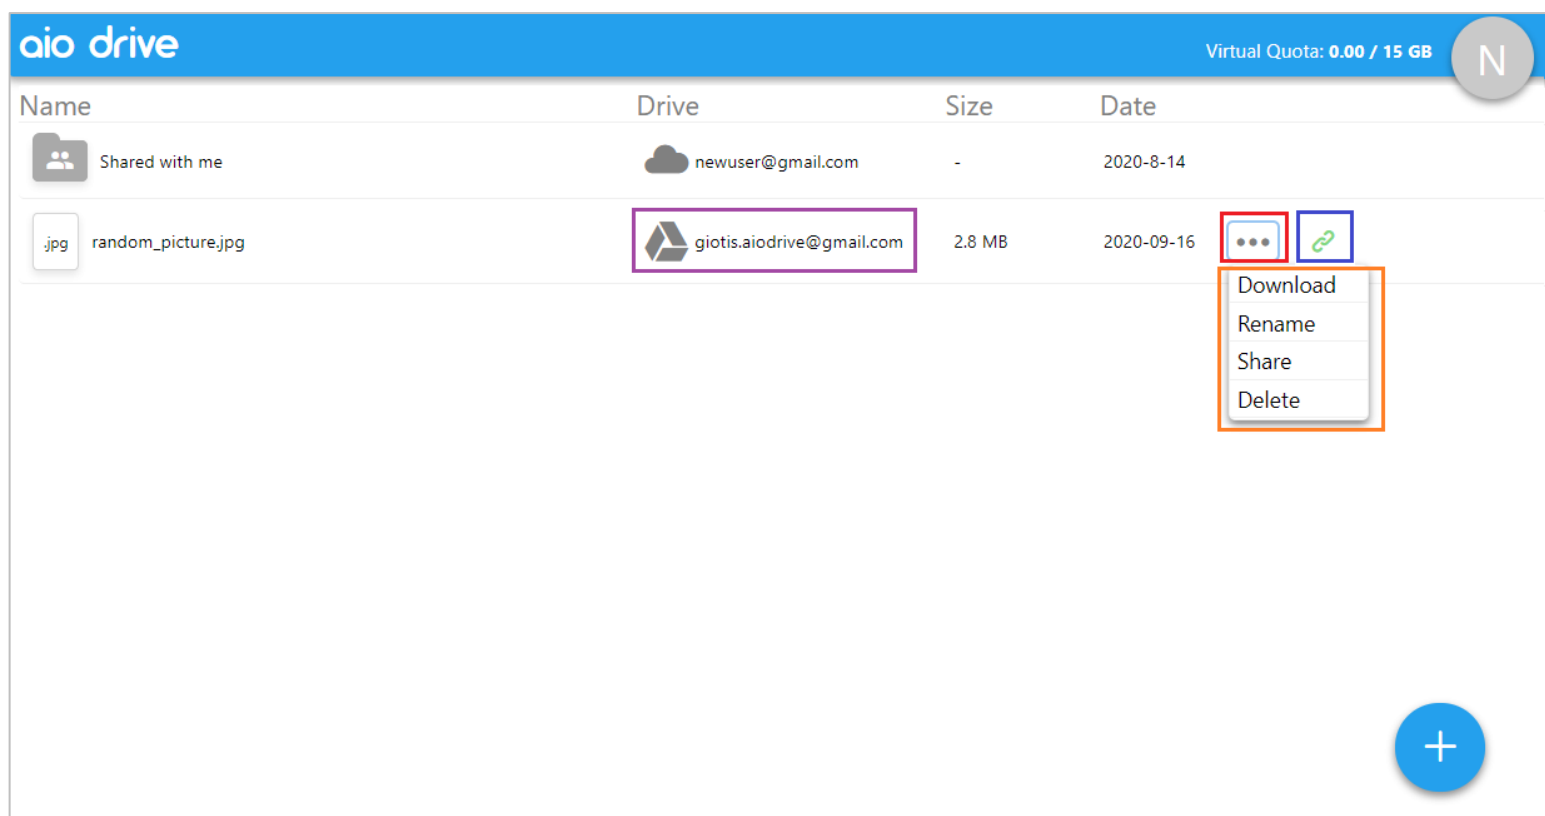 aio drive
Virtual Quota: 0.00 / 15 GB
N
Name Drive Size Date
Shared with me newuser@gmail.com - 2020-8-14
.jpg random_picture.jpg giotis.aiodrive@gmail.com 2.8 MB 2020-09-16
Download
Rename
Share
Delete